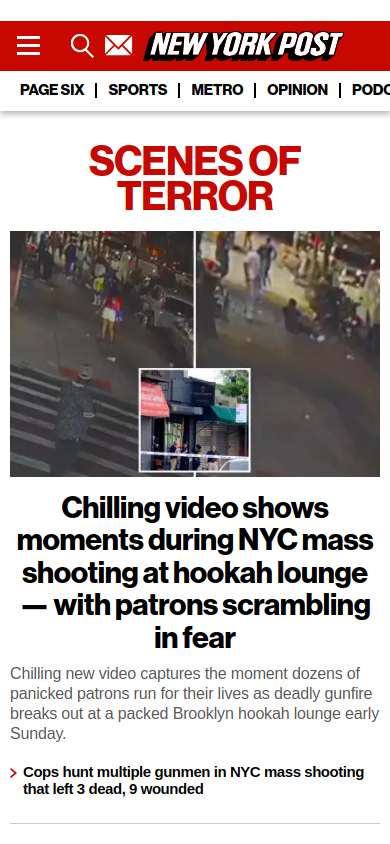 NEW YORK POST
PAGE SIX
SPORTS
METRO
OPINION
PODC
SCENES OF
TERROR
Chilling video shows
moments during NYC mass
shooting at hookah lounge
— with patrons scrambling
in fear
Chilling new video captures the moment dozens of
panicked patrons run for their lives as deadly gunfire
breaks out at a packed Brooklyn hookah lounge early
Sunday.
Cops hunt multiple gunmen in NYC mass shooting
that left 3 dead, 9 wounded